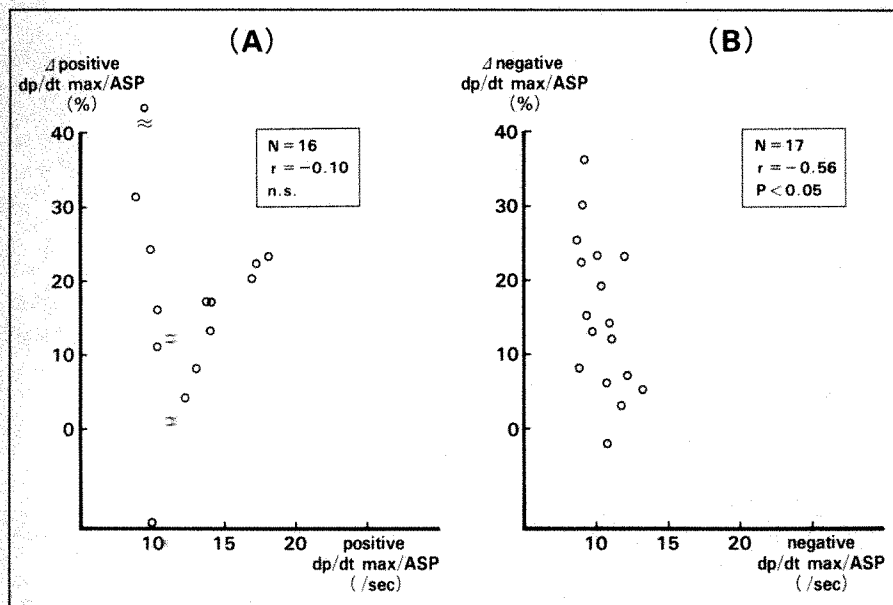 (A)
⊿positive
dp/dt max/ASP
(%)
40
30
20
10
0
N=16
r=−0.10
n.s.
10 15 20
positive
dp/dt max/ASP
(/sec)
(B)
⊿negative
dp/dt max/ASP
(%)
40
30
20
10
0
N=17
r=−0.56
P<0.05
10 15 20
negative
dp/dt max/ASP
(/sec)